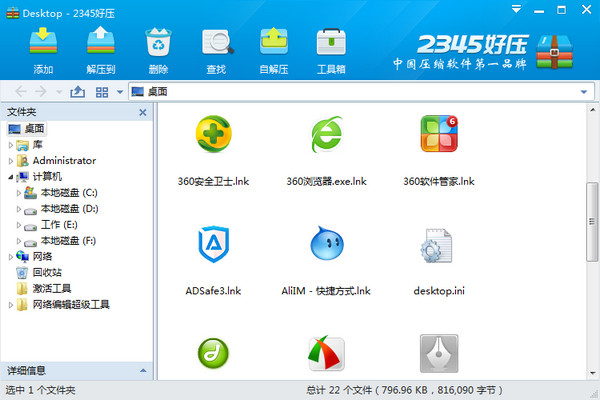 Desktop - 2345好压
添加
解压到
删除
查找
自解压
工具箱
2345好压
中国压缩软件第一品牌
桌面
文件夹
桌面
库
Administrator
计算机
本地磁盘 (C:)
本地磁盘 (D:)
工作 (E:)
本地磁盘 (F:)
网络
回收站
激活工具
网络编辑超级工具
6
360安全卫士.lnk
360浏览器.exe.lnk
360软件管家.lnk
ADSafe3.lnk
AliIM - 快捷方式.lnk
desktop.ini
详细信息
选中 1 个文件夹
总计 22 个文件（796.96 KB，816,090 字节）